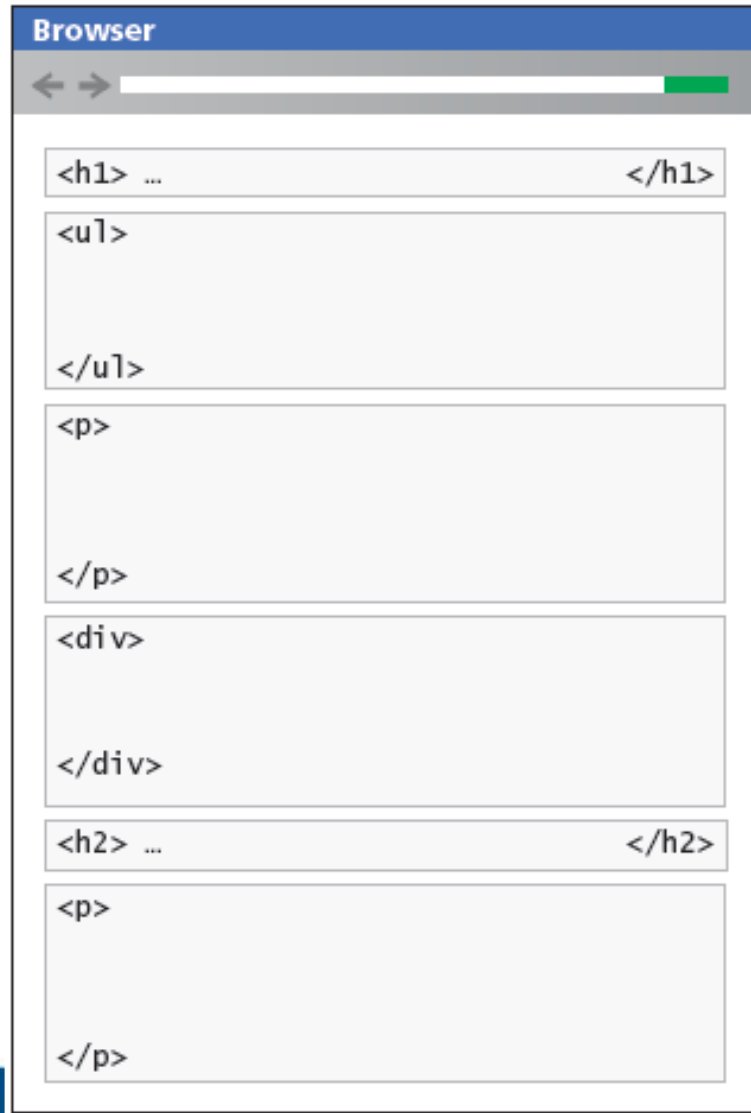 Browser
<h1> … </h1>
<ul>
</ul>
<p>
</p>
<div>
</div>
<h2> … </h2>
<p>
</p>